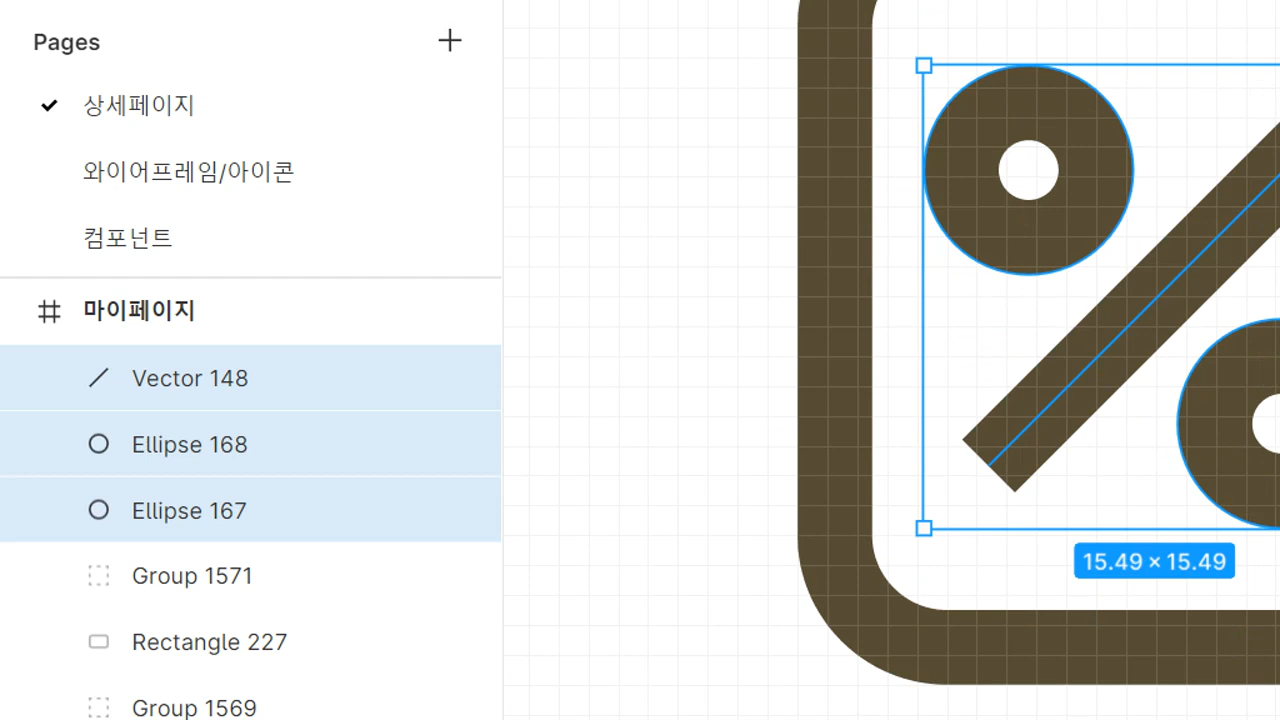 Pages
상세페이지
와이어프레임/아이콘
컴포넌트
마이페이지
Vector 148
Ellipse 168
Ellipse 167
Group 1571
Rectangle 227
Group 1569
15.49 × 15.49